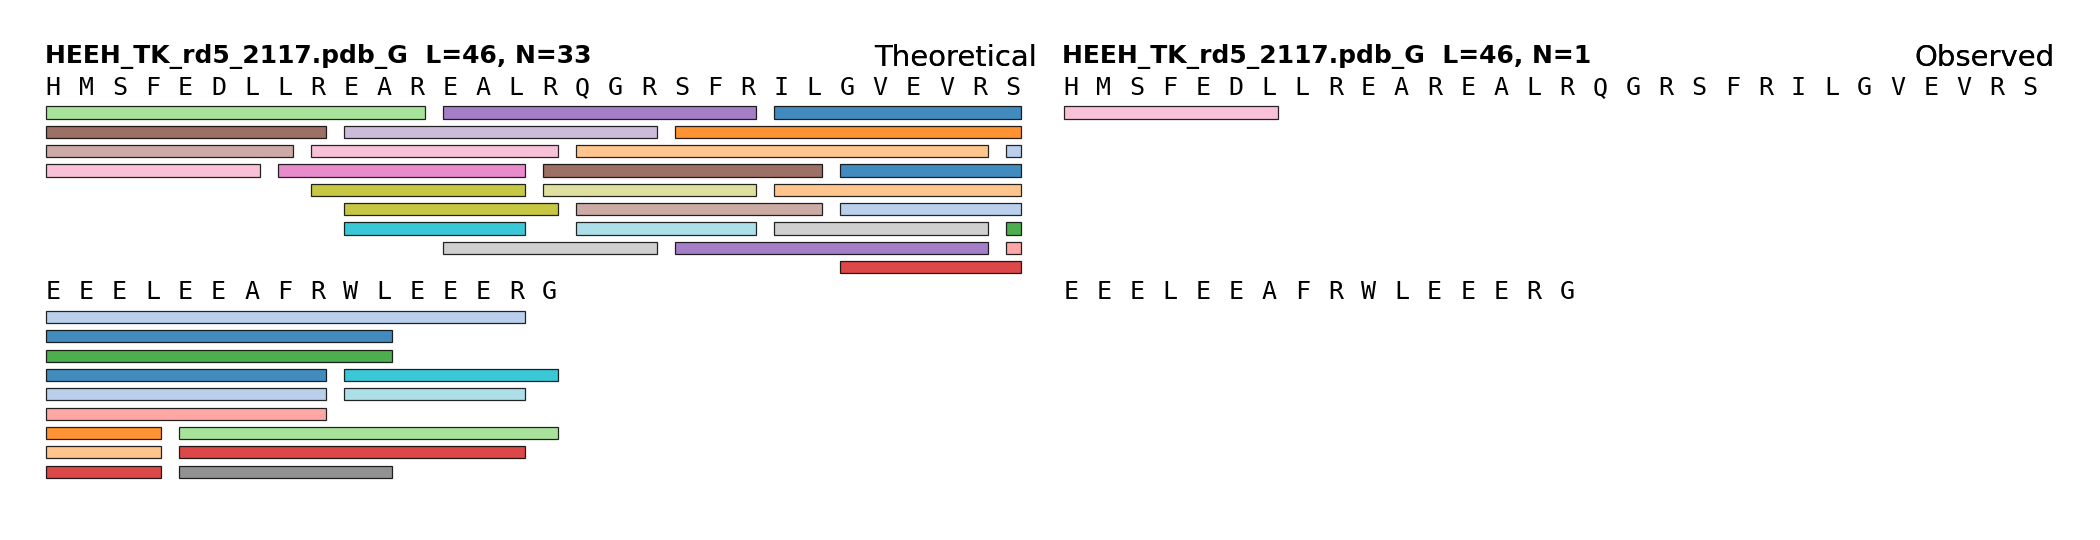 HEEH_TK_rd5_2117.pdb_G L=46, N=33 Theoretical
H M S F E D L L R E A R E A L R Q G R S F R I L G V E V R S
E E E L E E A F R W L E E E R G
HEEH_TK_rd5_2117.pdb_G L=46, N=1 Observed
H M S F E D L L R E A R E A L R Q G R S F R I L G V E V R S
E E E L E E A F R W L E E E R G